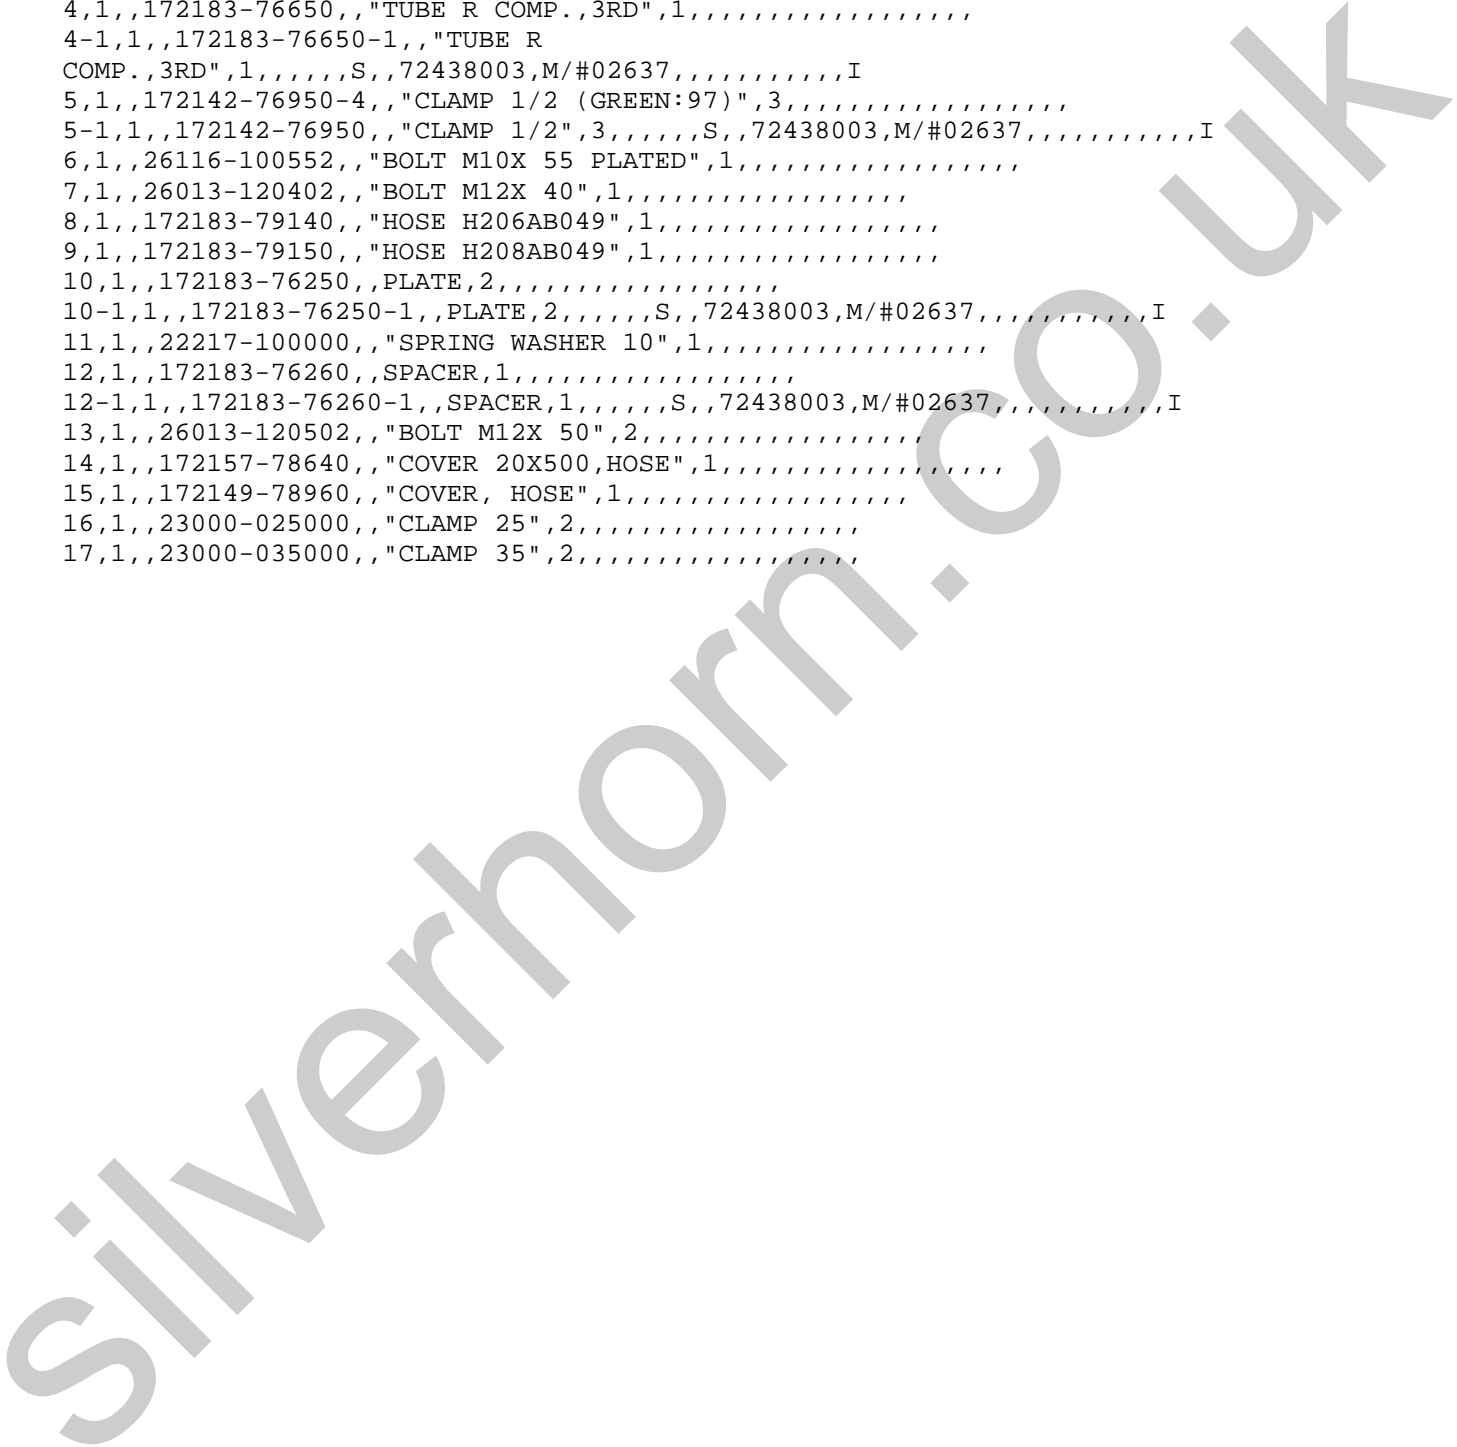 4,1,,172183-76650,,"TUBE R COMP.,3RD",1,,,,,,,,,,,,,,,,,,
4-1,1,,172183-76650-1,,"TUBE R
COMP.,3RD",1,,,,,,S,,72438003,M/#02637,,,,,,,,,,,I
5,1,,172142-76950-4,,"CLAMP 1/2 (GREEN:97)",3,,,,,,,,,,,,,,,,,,
5-1,1,,172142-76950,,"CLAMP 1/2",3,,,,,,S,,72438003,M/#02637,,,,,,,,,,,I
6,1,,26116-100552,,"BOLT M10X 55 PLATED",1,,,,,,,,,,,,,,,,,,
7,1,,26013-120402,,"BOLT M12X 40",1,,,,,,,,,,,,,,,,,,
8,1,,172183-79140,,"HOSE H206AB049",1,,,,,,,,,,,,,,,,,,
9,1,,172183-79150,,"HOSE H208AB049",1,,,,,,,,,,,,,,,,,,
10,1,,172183-76250,,PLATE,2,,,,,,,,,,,,,,,,,,
10-1,1,,172183-76250-1,,PLATE,2,,,,,,S,,72438003,M/#02637,,,,,,,,,,,I
11,1,,22217-100000,,"SPRING WASHER 10",1,,,,,,,,,,,,,,,,,,
12,1,,172183-76260,,SPACER,1,,,,,,,,,,,,,,,,,,
12-1,1,,172183-76260-1,,SPACER,1,,,,,,S,,72438003,M/#02637,,,,,,,,,,,I
13,1,,26013-120502,,"BOLT M12X 50",2,,,,,,,,,,,,,,,,,,
14,1,,172157-78640,,"COVER 20X500,HOSE",1,,,,,,,,,,,,,,,,,,
15,1,,172149-78960,,"COVER, HOSE",1,,,,,,,,,,,,,,,,,,
16,1,,23000-025000,,"CLAMP 25",2,,,,,,,,,,,,,,,,,,
17,1,,23000-035000,,"CLAMP 35",2,,,,,,,,,,,,,,,,,,
silverhorn.co.uk